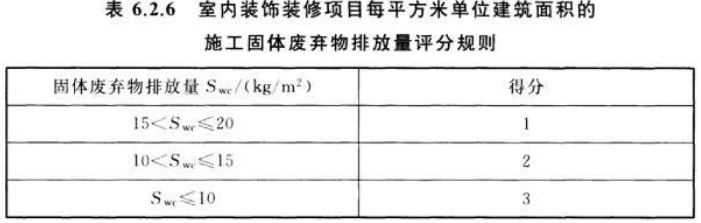 表 6.2.6 室内装饰装修项目每平方米单位建筑面积的
施工固体废弃物排放量评分规则
固体废弃物排放量 Swc/(kg/m²) 得分
15<Swc≤20 1
10<Swc≤15 2
Swc≤10 3